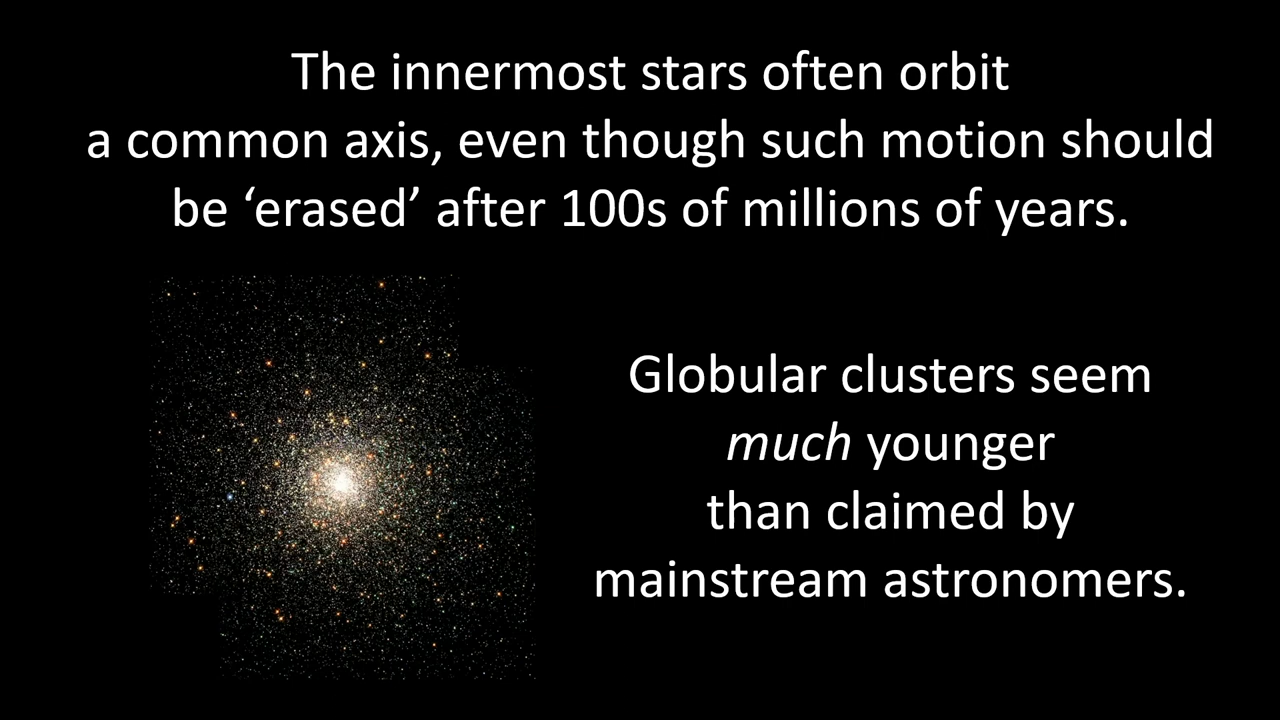 The innermost stars often orbit
a common axis, even though such motion should
be ‘erased’ after 100s of millions of years.
Globular clusters seem
much younger
than claimed by
mainstream astronomers.